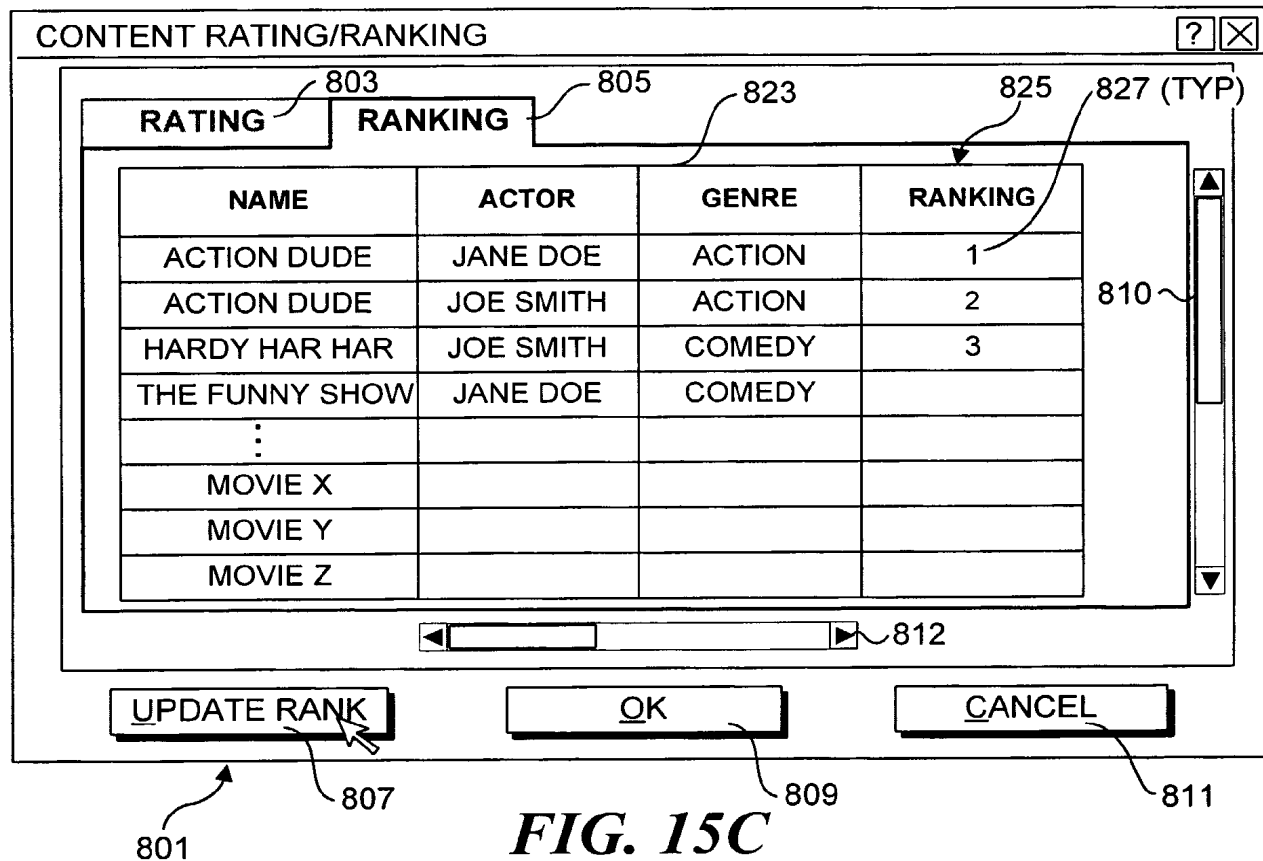 CONTENT RATING/RANKING ?
803 805 823 825 827 (TYP)
RATING RANKING
NAME ACTOR GENRE RANKING
ACTION DUDE JANE DOE ACTION 1
ACTION DUDE JOE SMITH ACTION 2
810
HARDY HAR HAR JOE SMITH COMEDY 3
THE FUNNY SHOW JANE DOE COMEDY
⋮
MOVIE X
MOVIE Y
MOVIE Z
812
UPDATE RANK OK CANCEL
807 809 811
801
FIG. 15C